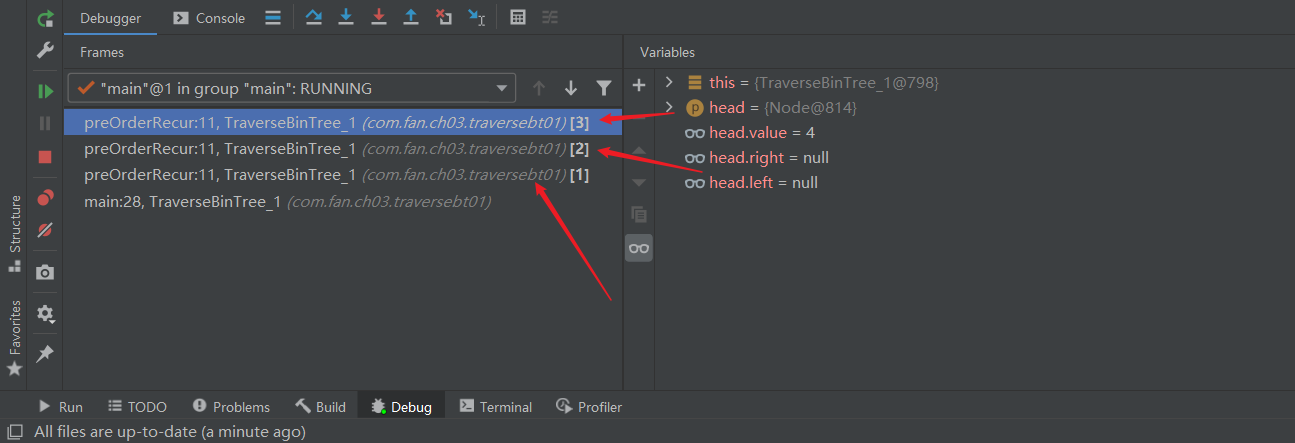 Debugger
Console
Frames
Variables
"main"@1 in group "main": RUNNING
preOrderRecur:11, TraverseBinTree_1 (com.fan.ch03.traversebt01) [3]
preOrderRecur:11, TraverseBinTree_1 (com.fan.ch03.traversebt01) [2]
preOrderRecur:11, TraverseBinTree_1 (com.fan.ch03.traversebt01) [1]
main:28, TraverseBinTree_1 (com.fan.ch03.traversebt01)
this = {TraverseBinTree_1@798}
p head = {Node@814}
head.value = 4
head.right = null
head.left = null
Structure
Favorites
Run
TODO
Problems
Build
Debug
Terminal
Profiler
All files are up-to-date (a minute ago)